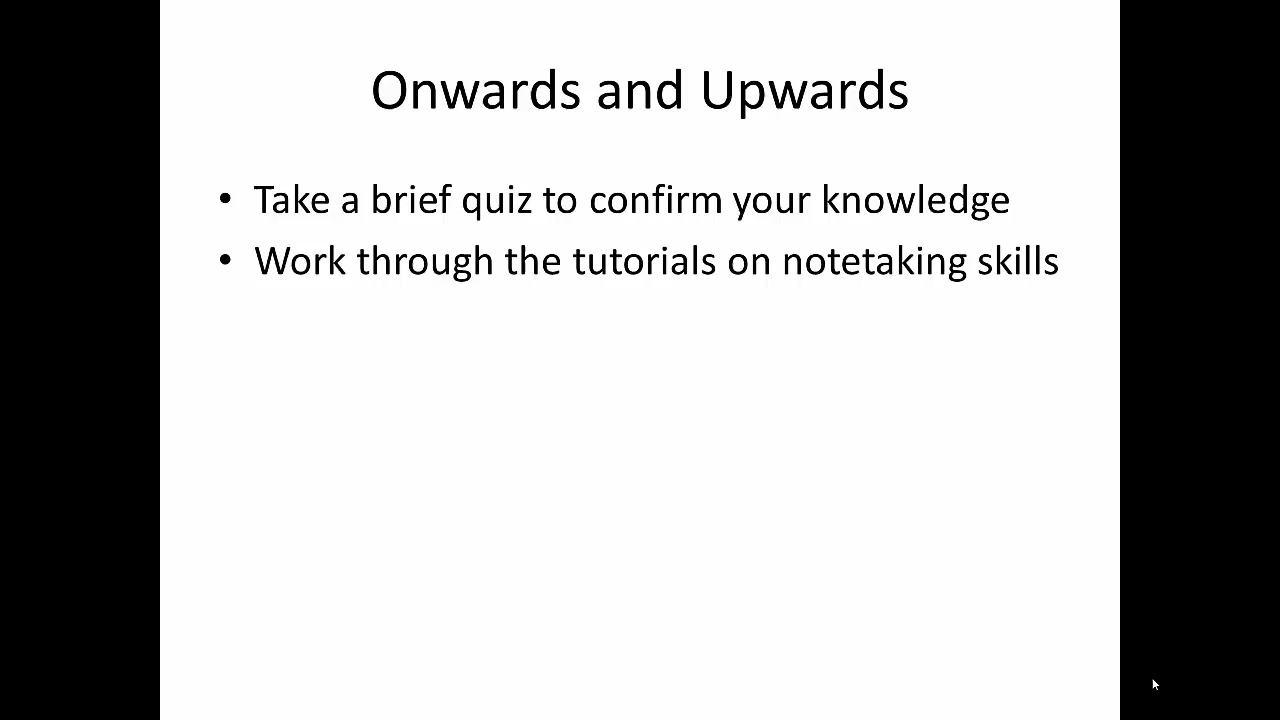 Onwards and Upwards
• Take a brief quiz to confirm your knowledge
• Work through the tutorials on notetaking skills